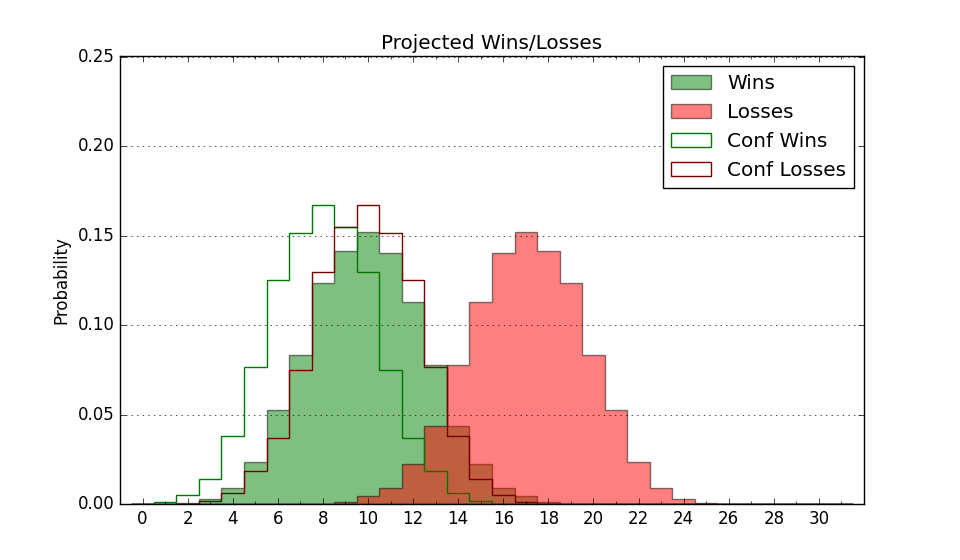 Projected Wins/Losses
0.25
0.20
0.15
0.10
0.05
0.00
Probability
Wins
Losses
Conf Wins
Conf Losses
0 2 4 6 8 10 12 14 16 18 20 22 24 26 28 30